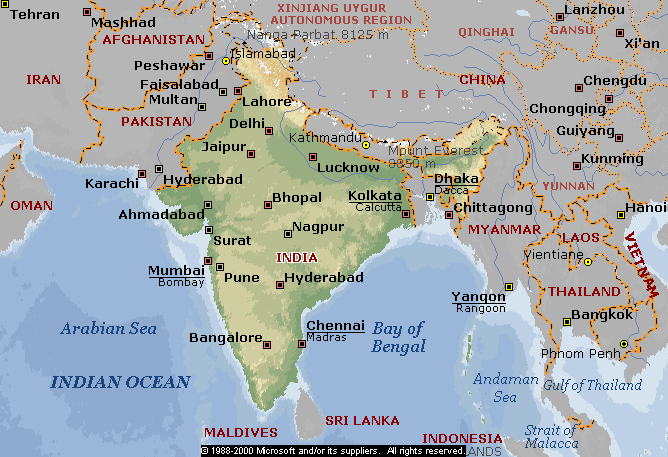 Tehran
Mashhad
XINJIANG UYGUR
AUTONOMOUS REGION
Lanzhou
QINGHAI
GANSU
Xi'an
AFGHANISTAN
Nanga Parbat 8125 m
Islamabad
Peshawar
IRAN
Faisalabad
CHINA
Chengdu
Multan
Lahore
TIBET
Chongqing
PAKISTAN
Delhi
Guiyang
Kathmandu
Jaipur
Mount Everest
8850 m
Lucknow
Kunming
Karachi
Hyderabad
Dhaka
Dacca
YUNNAN
OMAN
Bhopal
Kolkata
Calcutta
Ahmadabad
Chittagong
Hanoi
Nagpur
MYANMAR
LAOS
Surat
VIETNAM
INDIA
Vientiane
Mumbai
Bombay
Pune
Hyderabad
THAILAND
Yangon
Rangoon
Bangkok
Arabian Sea
Chennai
Madras
Bay of
Bengal
Bangalore
Phnom Penh
INDIAN OCEAN
Andaman
Sea
Gulf of Thailand
SRI LANKA
MALDIVES
INDONESIA
Strait of
Malacca
© 1988-2000 Microsoft and/or its suppliers. All rights reserved.